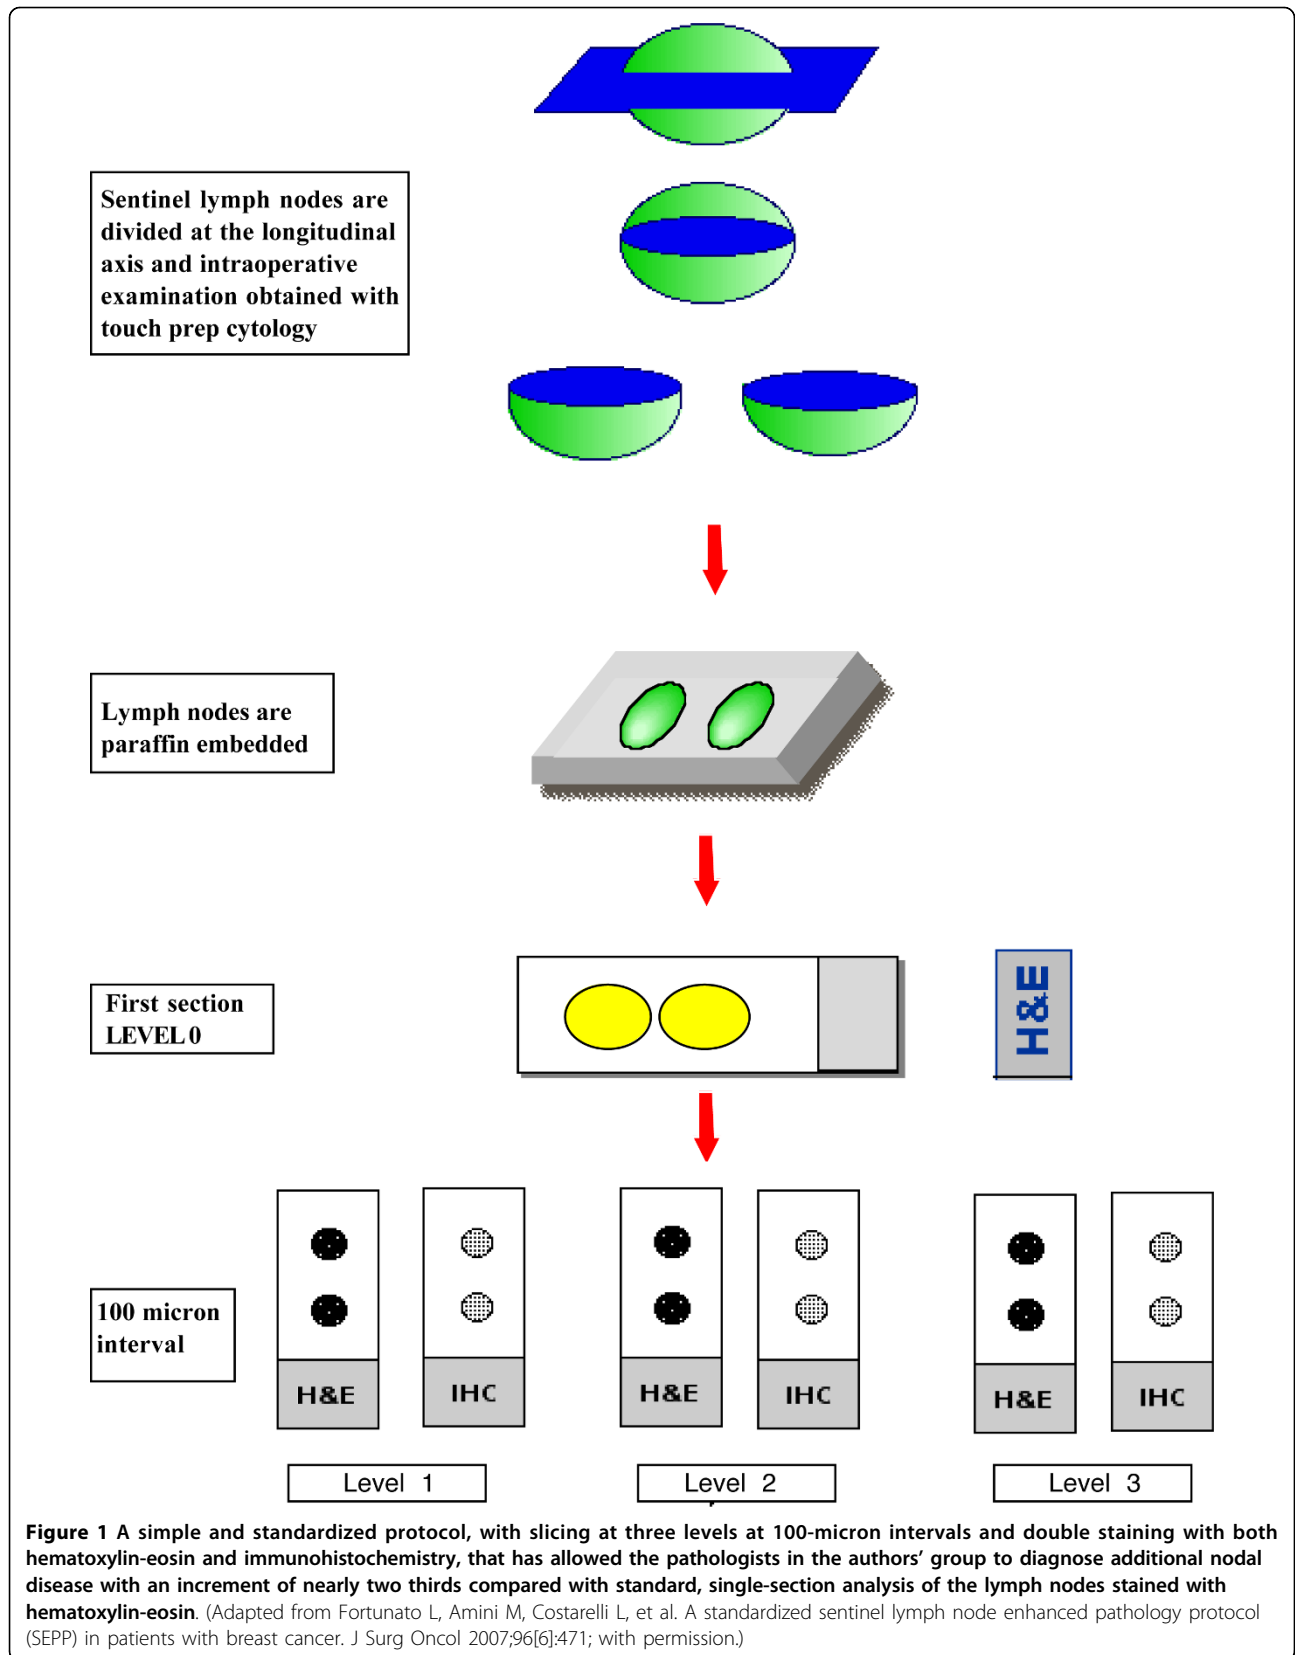 Sentinel lymph nodes are
divided at the longitudinal
axis and intraoperative
examination obtained with
touch prep cytology
Lymph nodes are
paraffin embedded
First section
LEVEL 0
H&E
100 micron
interval
H&E
IHC
H&E
IHC
H&E
IHC
Level 1
Level 2
Level 3
Figure 1 A simple and standardized protocol, with slicing at three levels at 100-micron intervals and double staining with both
hematoxylin-eosin and immunohistochemistry, that has allowed the pathologists in the authors' group to diagnose additional nodal
disease with an increment of nearly two thirds compared with standard, single-section analysis of the lymph nodes stained with
hematoxylin-eosin. (Adapted from Fortunato L, Amini M, Costarelli L, et al. A standardized sentinel lymph node enhanced pathology protocol
(SEPP) in patients with breast cancer. J Surg Oncol 2007;96[6]:471; with permission.)